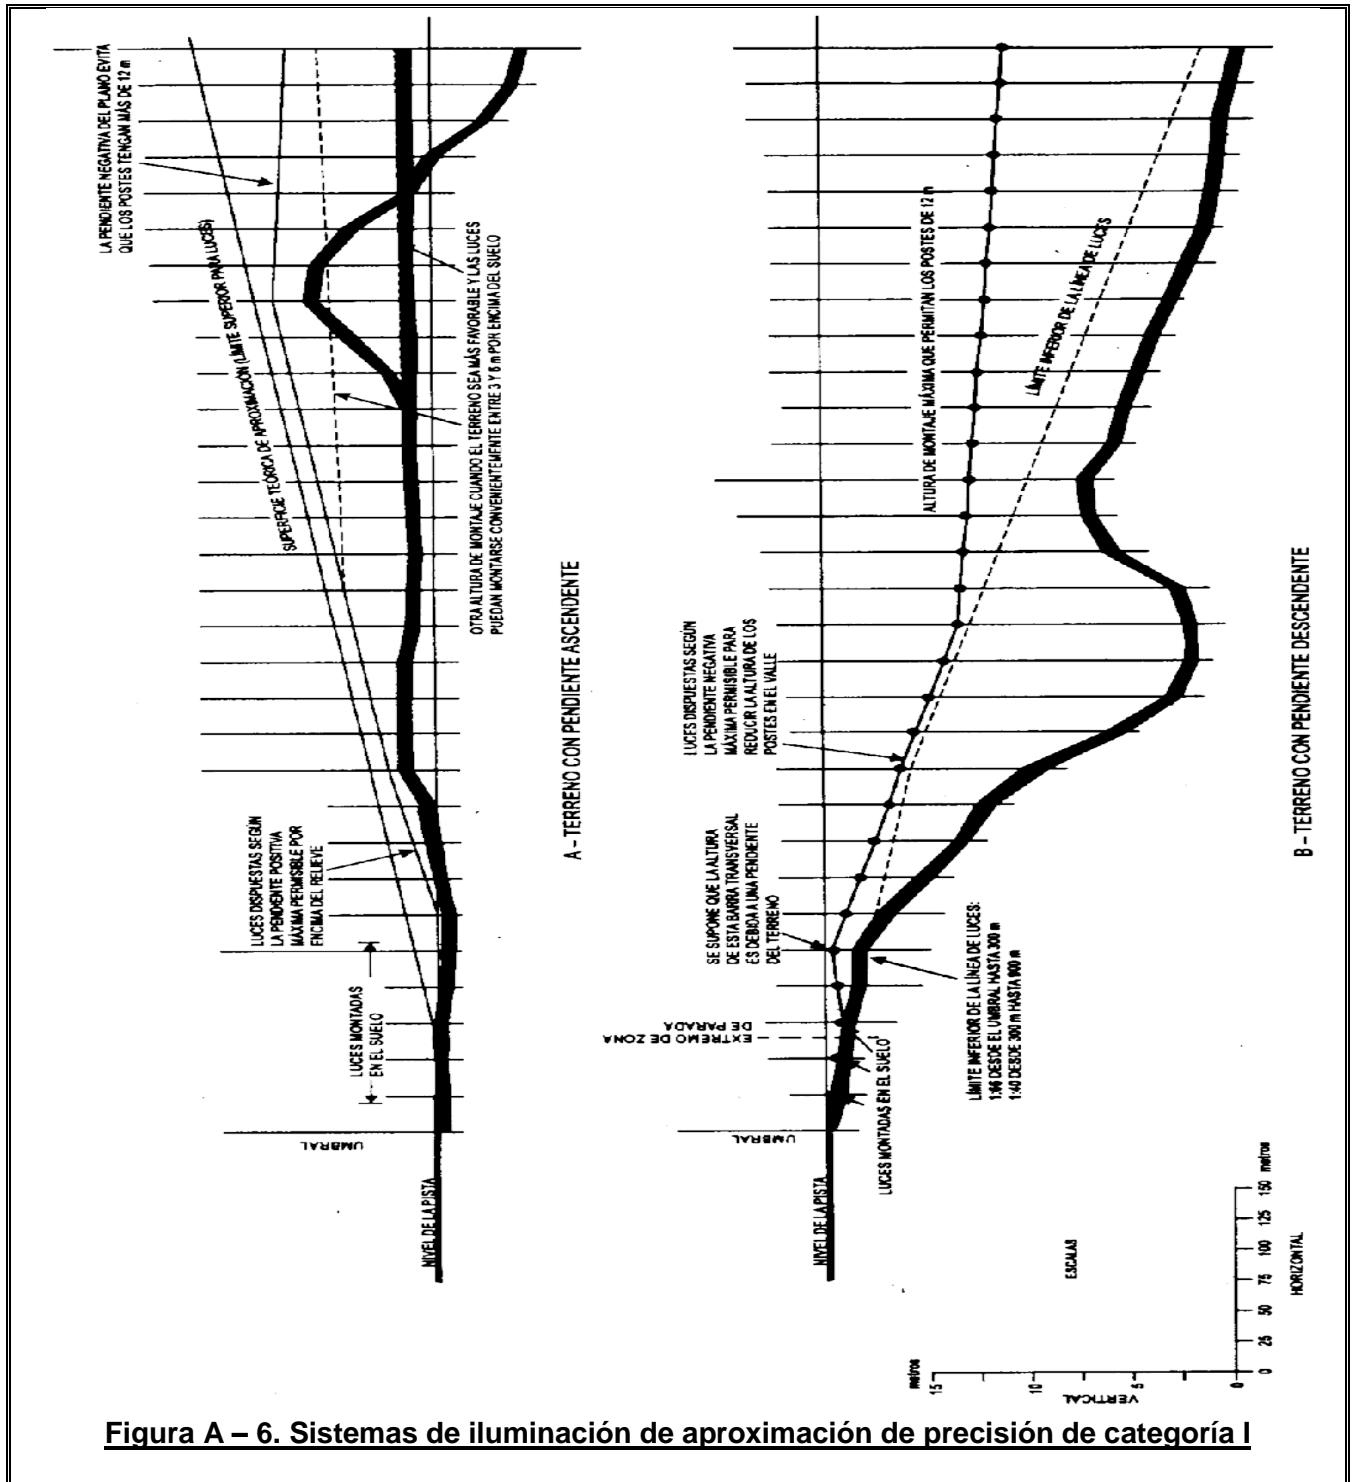 LA PENDIENTE NEGATIVA DEL PLANO EVITA
QUE LOS POSTES TENGAN MÁS DE 12 m
SUPERFICIE TEÓRICA DE APROXIMACIÓN (LÍMITE SUPERIOR PARA LUCES)
OTRA ALTURA DE MONTAJE CUANDO EL TERRENO SEA MÁS FAVORABLE Y LAS LUCES
PUEDAN MONTARSE CONVENIENTEMENTE ENTRE 3 Y 6 m POR ENCIMA DEL SUELO
LUCES DISPUESTAS SEGÚN
LA PENDIENTE POSITIVA
MÁXIMA PERMISIBLE POR
ENCIMA DEL RELIEVE
LUCES MONTADAS
EN EL SUELO
UMBRAL
NIVEL DE LA PISTA
A – TERRENO CON PENDIENTE ASCENDENTE
ALTURA DE MONTAJE MÁXIMA QUE PERMITAN LOS POSTES DE 12 m
LÍMITE INFERIOR DE LA LÍNEA DE LUCES
LUCES DISPUESTAS SEGÚN
LA PENDIENTE NEGATIVA
MÁXIMA PERMISIBLE PARA
REDUCIR LA ALTURA DE LOS
POSTES EN EL VALLE
SE SUPONE QUE LA ALTURA
DE ESTA BARRA TRANSVERSAL
ES DEBIDA A UNA PENDIENTE
DEL TERRENO
EXTREMO DE ZONA
DE PARADA
LUCES MONTADAS EN EL SUELO
LÍMITE INFERIOR DE LA LÍNEA DE LUCES:
1:66 DESDE EL UMBRAL HASTA 300 m
1:40 DESDE 300 m HASTA 900 m
UMBRAL
NIVEL DE LA PISTA
B – TERRENO CON PENDIENTE DESCENDENTE
ESCALAS
metros
15
10
5
0
VERTICAL
0
25
50
75
100
125
150
metros
HORIZONTAL
Figura A – 6. Sistemas de iluminación de aproximación de precisión de categoría I